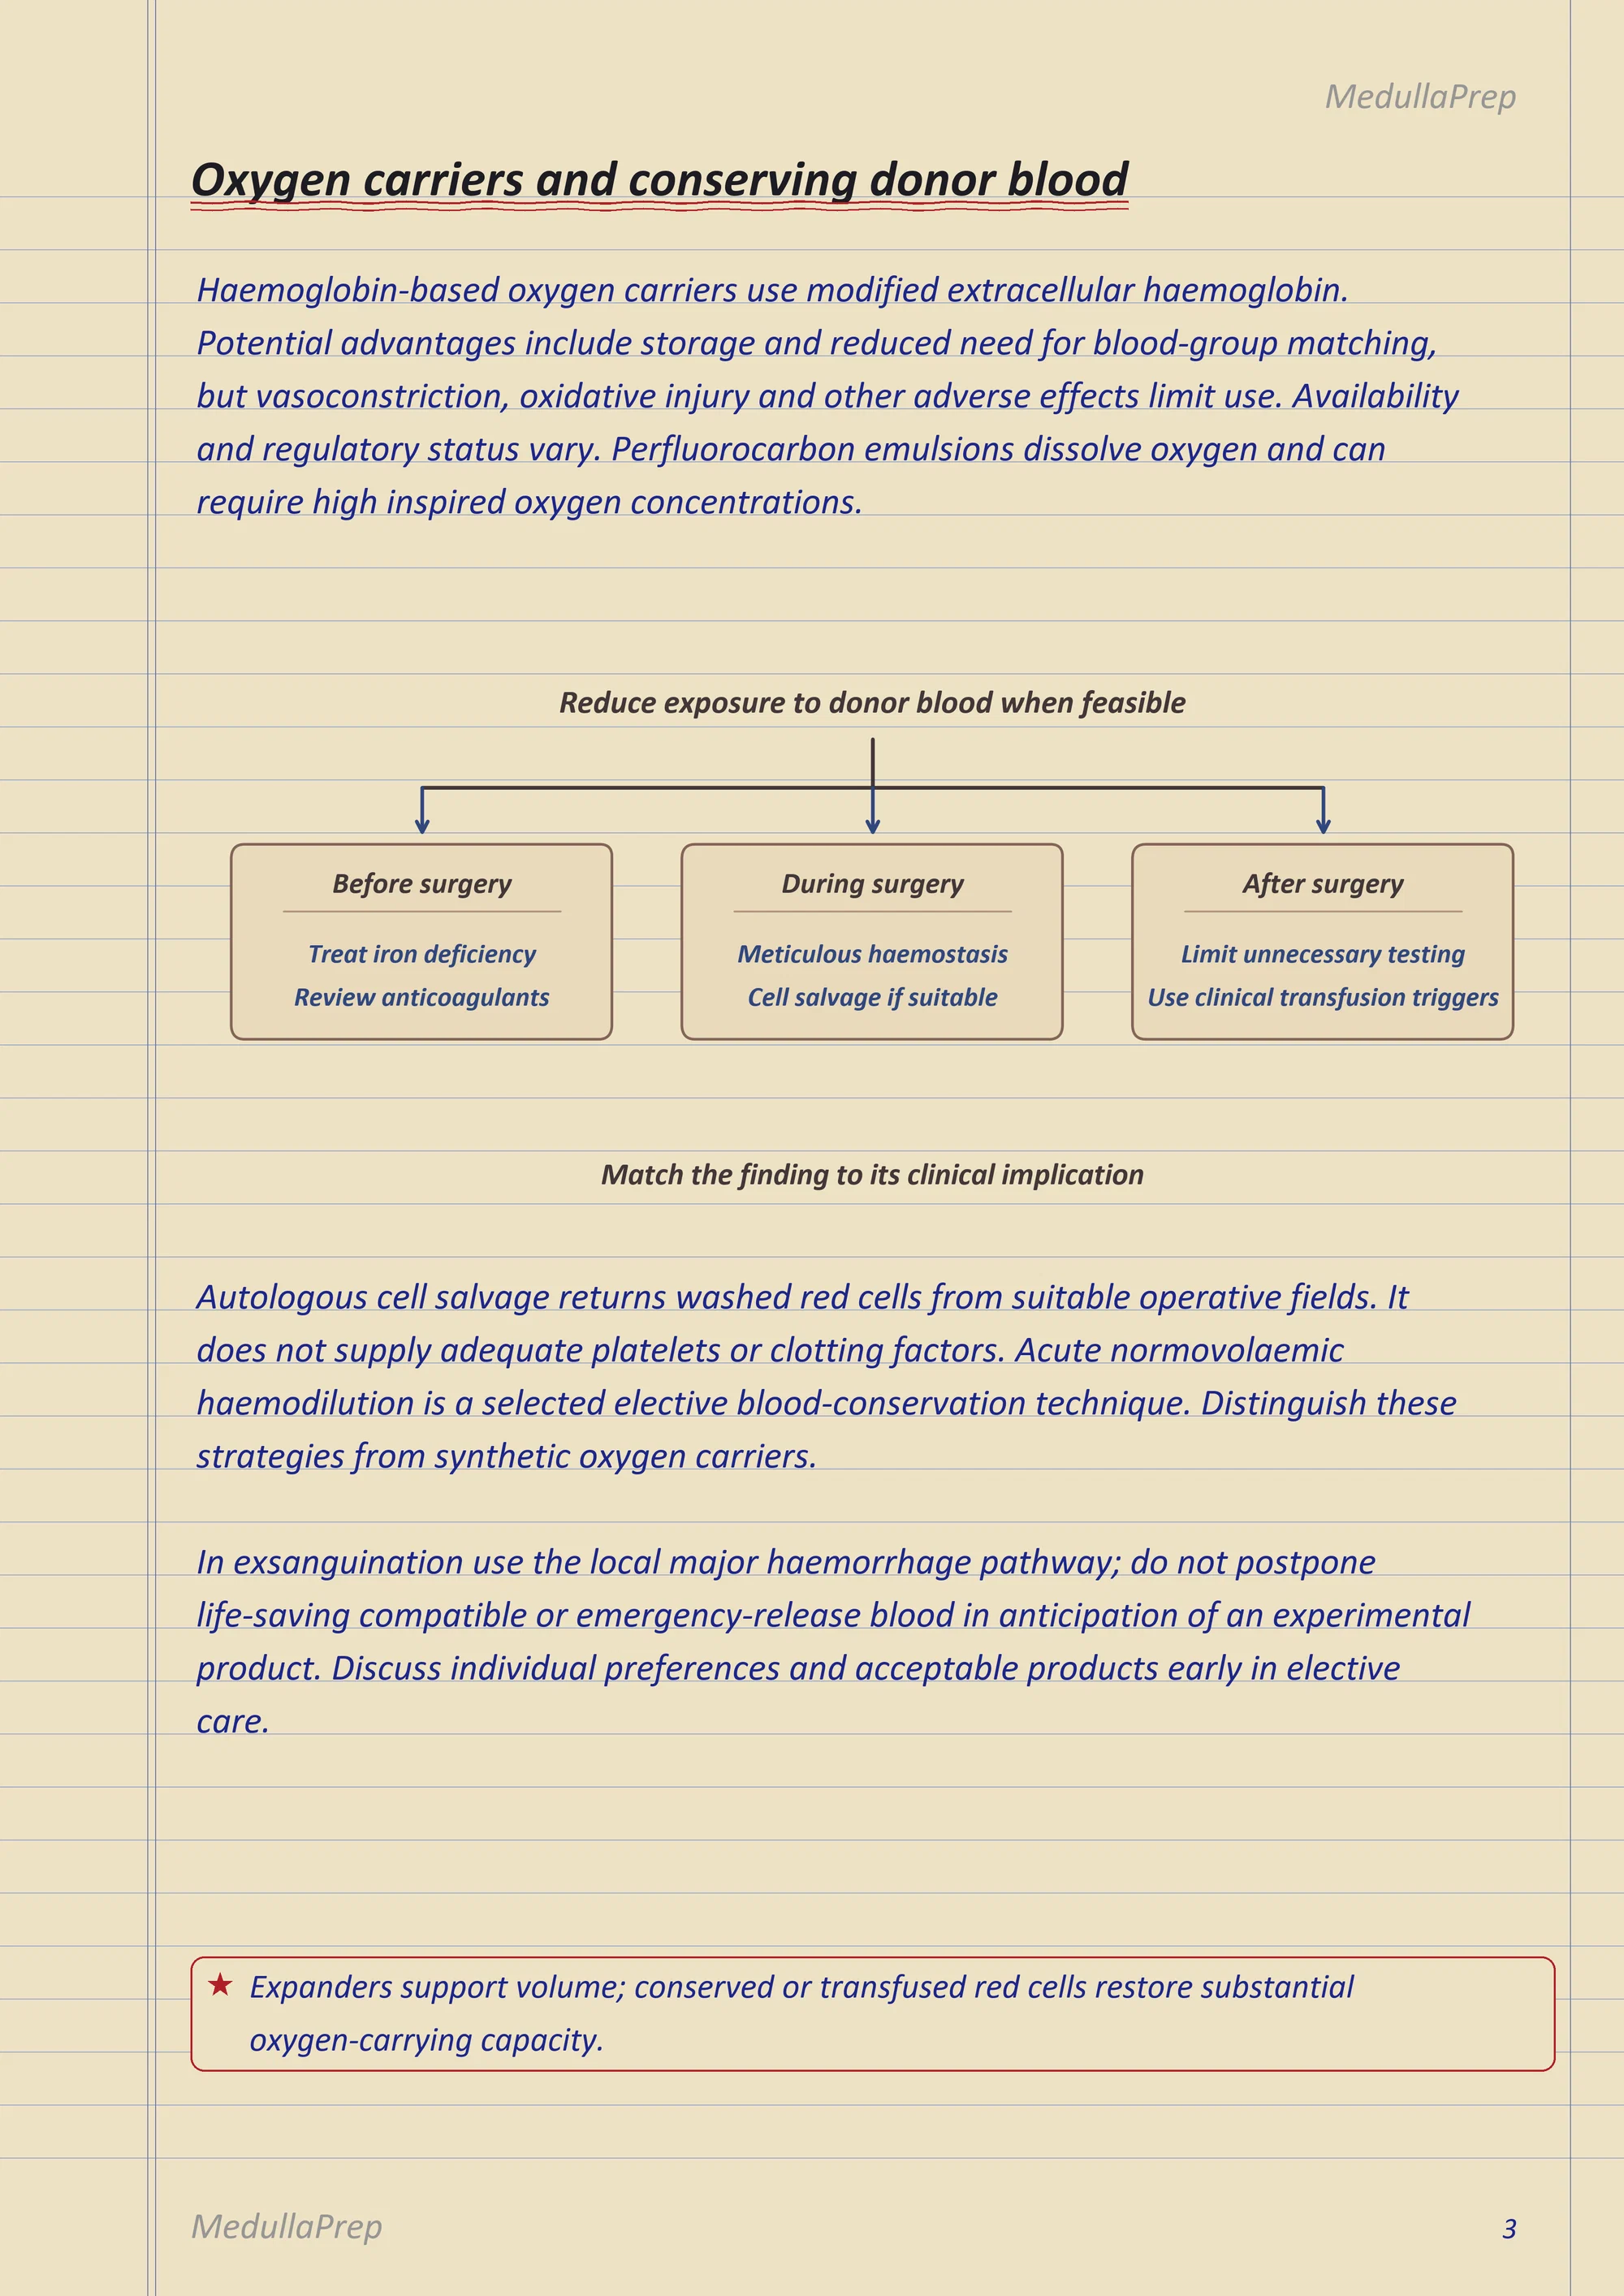 MedullaPrep
Oxygen carriers and conserving donor blood
Haemoglobin-based oxygen carriers use modified extracellular haemoglobin.
Potential advantages include storage and reduced need for blood-group matching,
but vasoconstriction, oxidative injury and other adverse effects limit use. Availability
and regulatory status vary. Perfluorocarbon emulsions dissolve oxygen and can
require high inspired oxygen concentrations.
Reduce exposure to donor blood when feasible
Before surgery
Treat iron deficiency
Review anticoagulants
During surgery
Meticulous haemostasis
Cell salvage if suitable
After surgery
Limit unnecessary testing
Use clinical transfusion triggers
Match the finding to its clinical implication
Autologous cell salvage returns washed red cells from suitable operative fields. It
does not supply adequate platelets or clotting factors. Acute normovolaemic
haemodilution is a selected elective blood-conservation technique. Distinguish these
strategies from synthetic oxygen carriers.
In exsanguination use the local major haemorrhage pathway; do not postpone
life-saving compatible or emergency-release blood in anticipation of an experimental
product. Discuss individual preferences and acceptable products early in elective
care.
★ Expanders support volume; conserved or transfused red cells restore substantial
oxygen-carrying capacity.
MedullaPrep
3